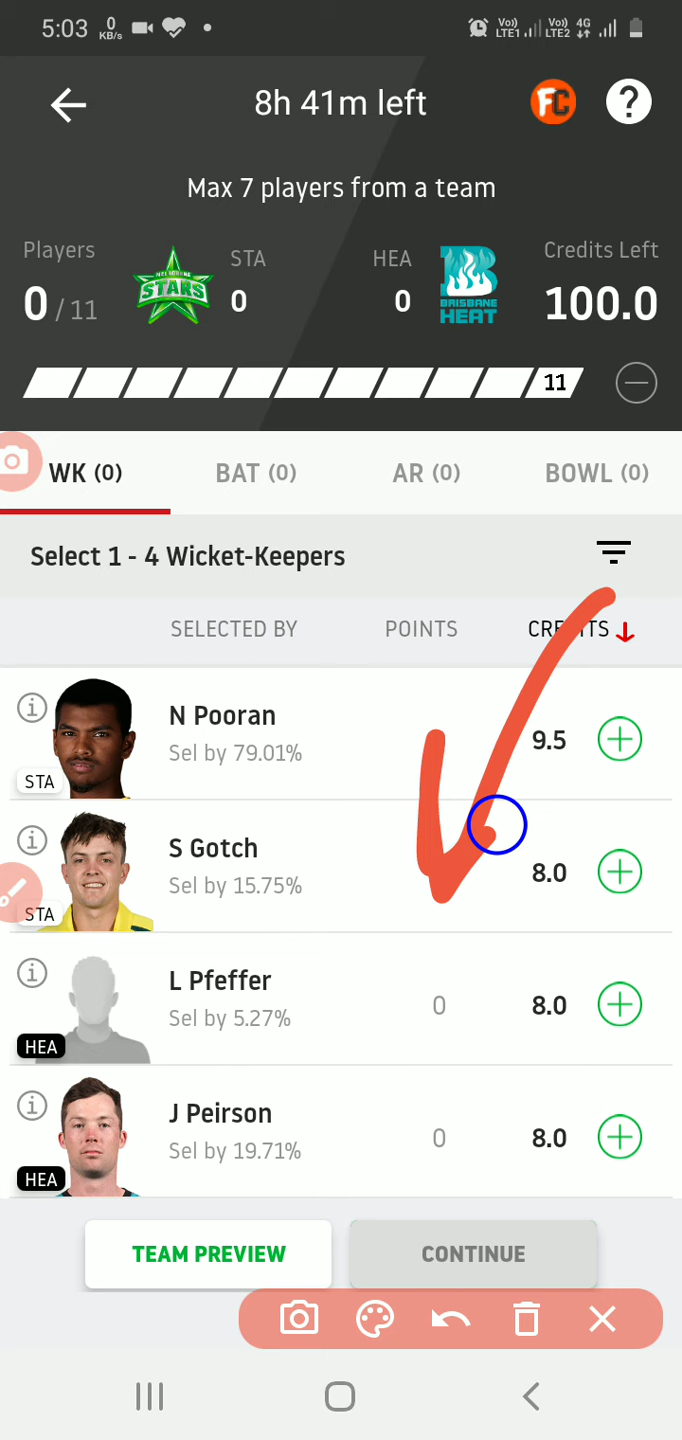 5:03 0 KB/s Vo) LTE1 Vo) LTE2 4G
8h 41m left FC ?
Max 7 players from a team
Players STA HEA Credits Left
0 / 11 0 0 100.0
MELBOURNE STARS
BRISBANE HEAT
11
WK (0) BAT (0) AR (0) BOWL (0)
Select 1 - 4 Wicket-Keepers
SELECTED BY POINTS CREDITS
N Pooran
Sel by 79.01%
9.5
STA
S Gotch
Sel by 15.75%
8.0
STA
L Pfeffer
Sel by 5.27%
0 8.0
HEA
J Peirson
Sel by 19.71%
0 8.0
HEA
TEAM PREVIEW CONTINUE